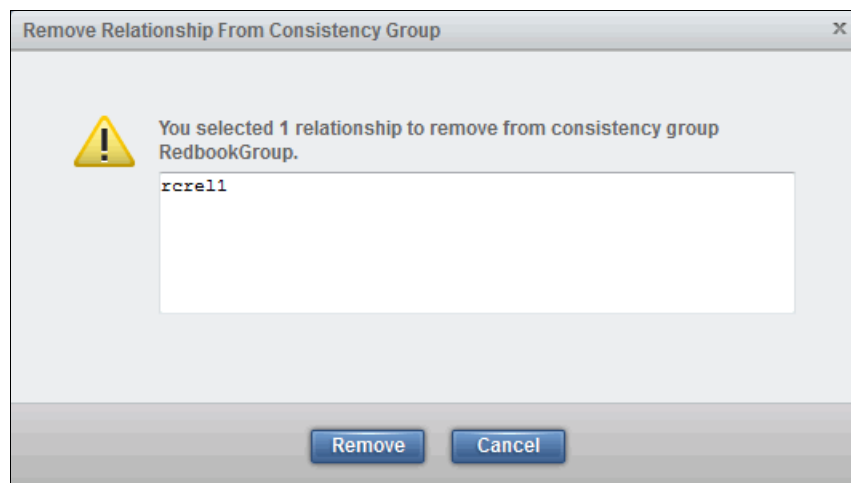 Remove Relationship From Consistency Group
x
You selected 1 relationship to remove from consistency group
RedbookGroup.
rcrel1
Remove
Cancel